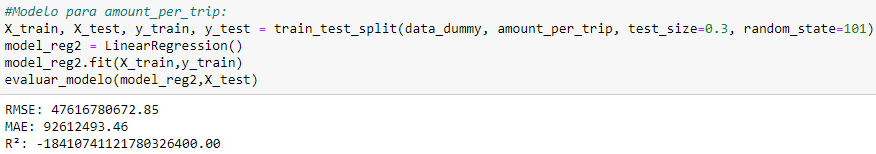 #Modelo para amount_per_trip:
X_train, X_test, y_train, y_test = train_test_split(data_dummy, amount_per_trip, test_size=0.3, random_state=101)
model_reg2 = LinearRegression()
model_reg2.fit(X_train,y_train)
evaluar_modelo(model_reg2,X_test)
RMSE: 47616780672.85
MAE: 92612493.46
R²: -18410741121780326400.00